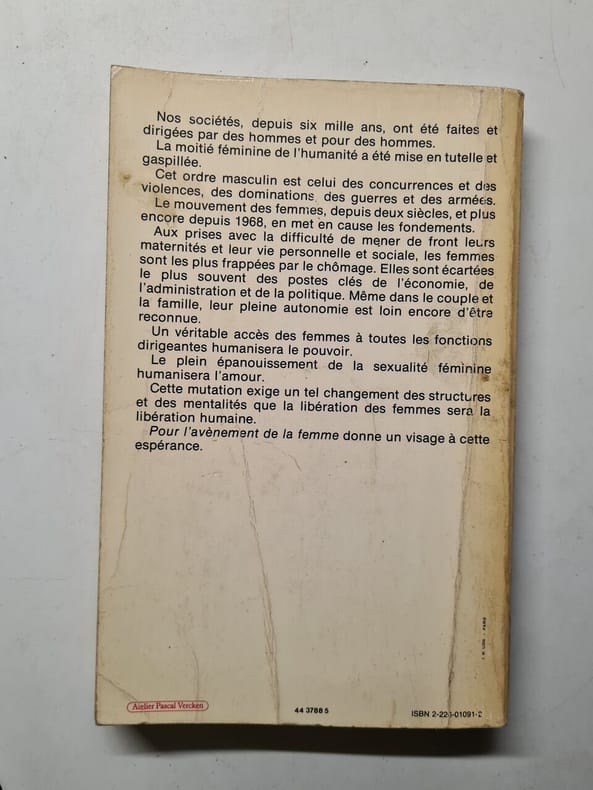 Nos sociétés, depuis six mille ans, ont été faites et
dirigées par des hommes et pour des hommes.
La moitié féminine de l'humanité a été mise en tutelle et
gaspillée.
Cet ordre masculin est celui des concurrences et des
violences, des dominations, des guerres et des armées.
Le mouvement des femmes, depuis deux siècles, et plus
encore depuis 1968, en met en cause les fondements.
Aux prises avec la difficulté de mener de front leurs
maternités et leur vie personnelle et sociale, les femmes
sont les plus frappées par le chômage. Elles sont écartées
le plus souvent des postes clés de l'économie, de
l'administration et de la politique. Même dans le couple et
la famille, leur pleine autonomie est loin encore d'être
reconnue.
Un véritable accès des femmes à toutes les fonctions
dirigeantes humanisera le pouvoir.
Le plein épanouissement de la sexualité féminine
humanisera l'amour.
Cette mutation exige un tel changement des structures
et des mentalités que la libération des femmes sera la
libération humaine.
Pour l'avènement de la femme donne un visage à cette
espérance.
Atelier Pascal Vercken
44 3788 5
ISBN 2-226-01091-2